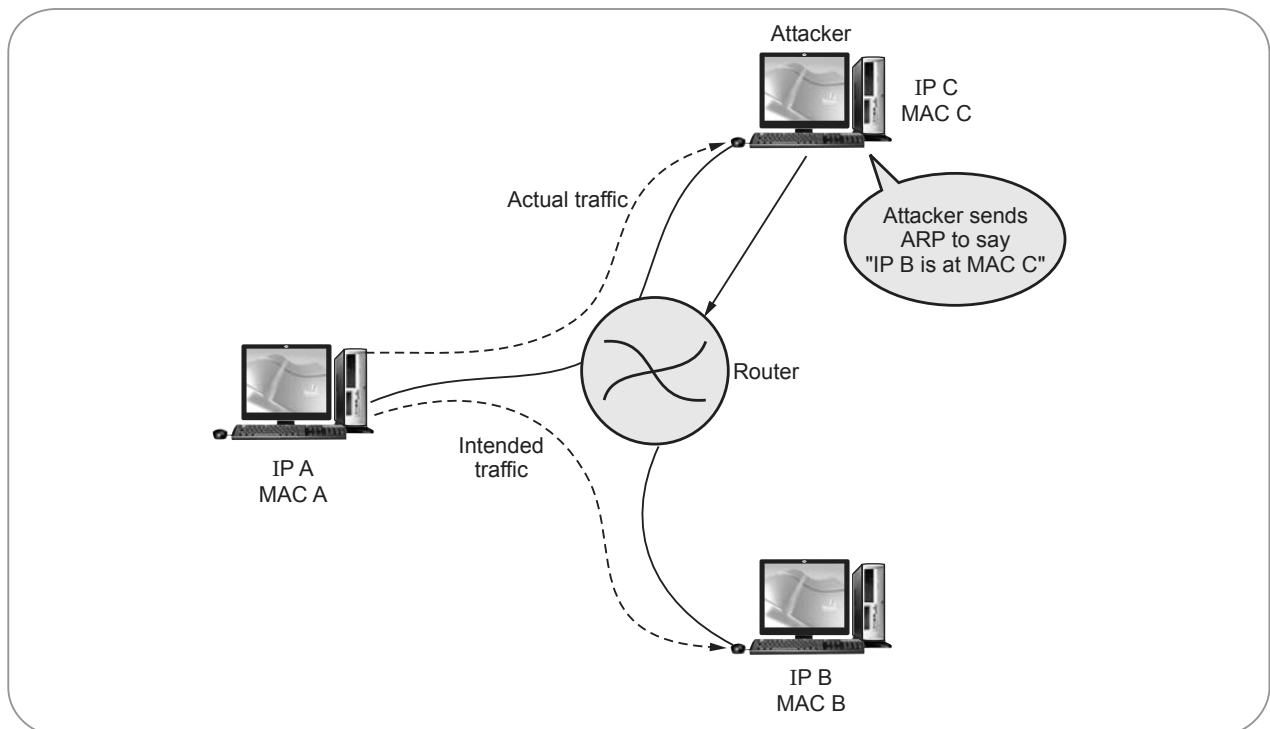 Attacker
IP C
MAC C
Actual traffic
Attacker sends
ARP to say
"IP B is at MAC C"
Router
IP A
MAC A
Intended
traffic
IP B
MAC B